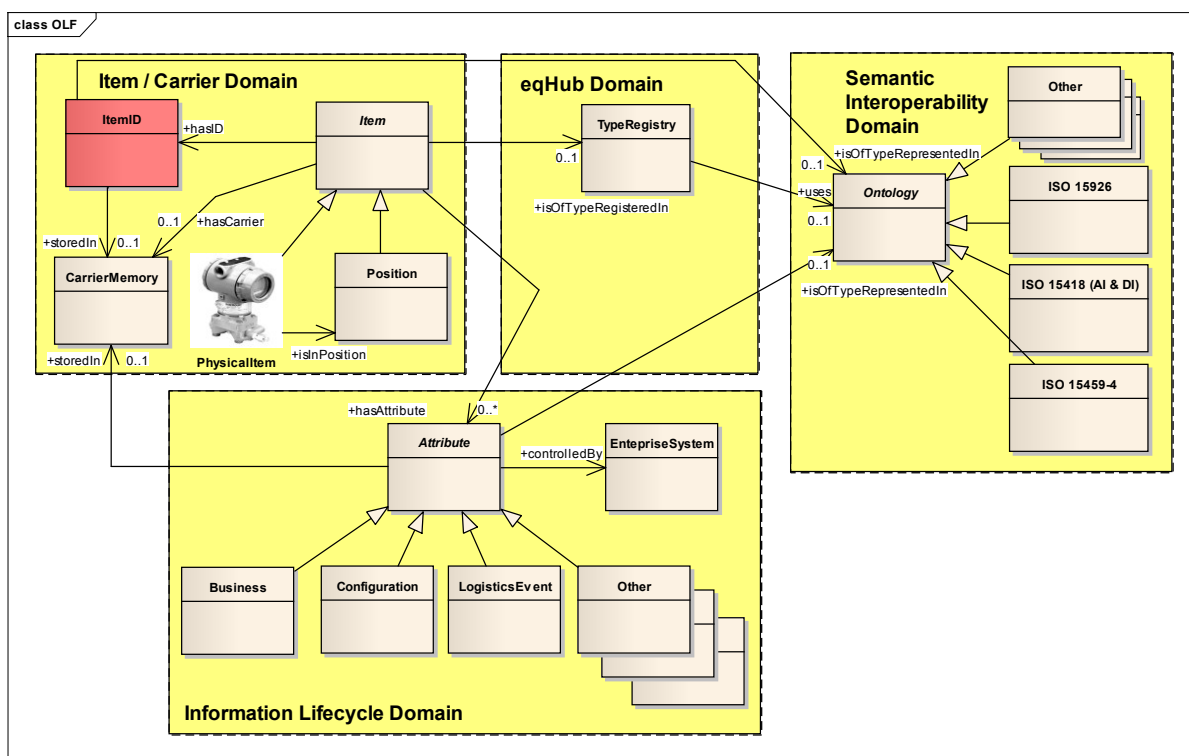 class OLF
Item / Carrier Domain
ItemID
+hasID
Item
0..1
+hasCarrier
+storedIn
0..1
CarrierMemory
Position
+isInPosition
PhysicalItem
+storedIn
0..1
eqHub Domain
TypeRegistry
0..1
+isOfTypeRegisteredIn
Semantic
Interoperability
Domain
Other
+isOfTypeRepresentedIn
0..1
Ontology
+uses
0..1
0..1
+isOfTypeRepresentedIn
ISO 15926
ISO 15418 (AI & DI)
ISO 15459-4
+hasAttribute
0..*
Attribute
+controlledBy
EntepriseSystem
Business
Configuration
LogisticsEvent
Other
Information Lifecycle Domain